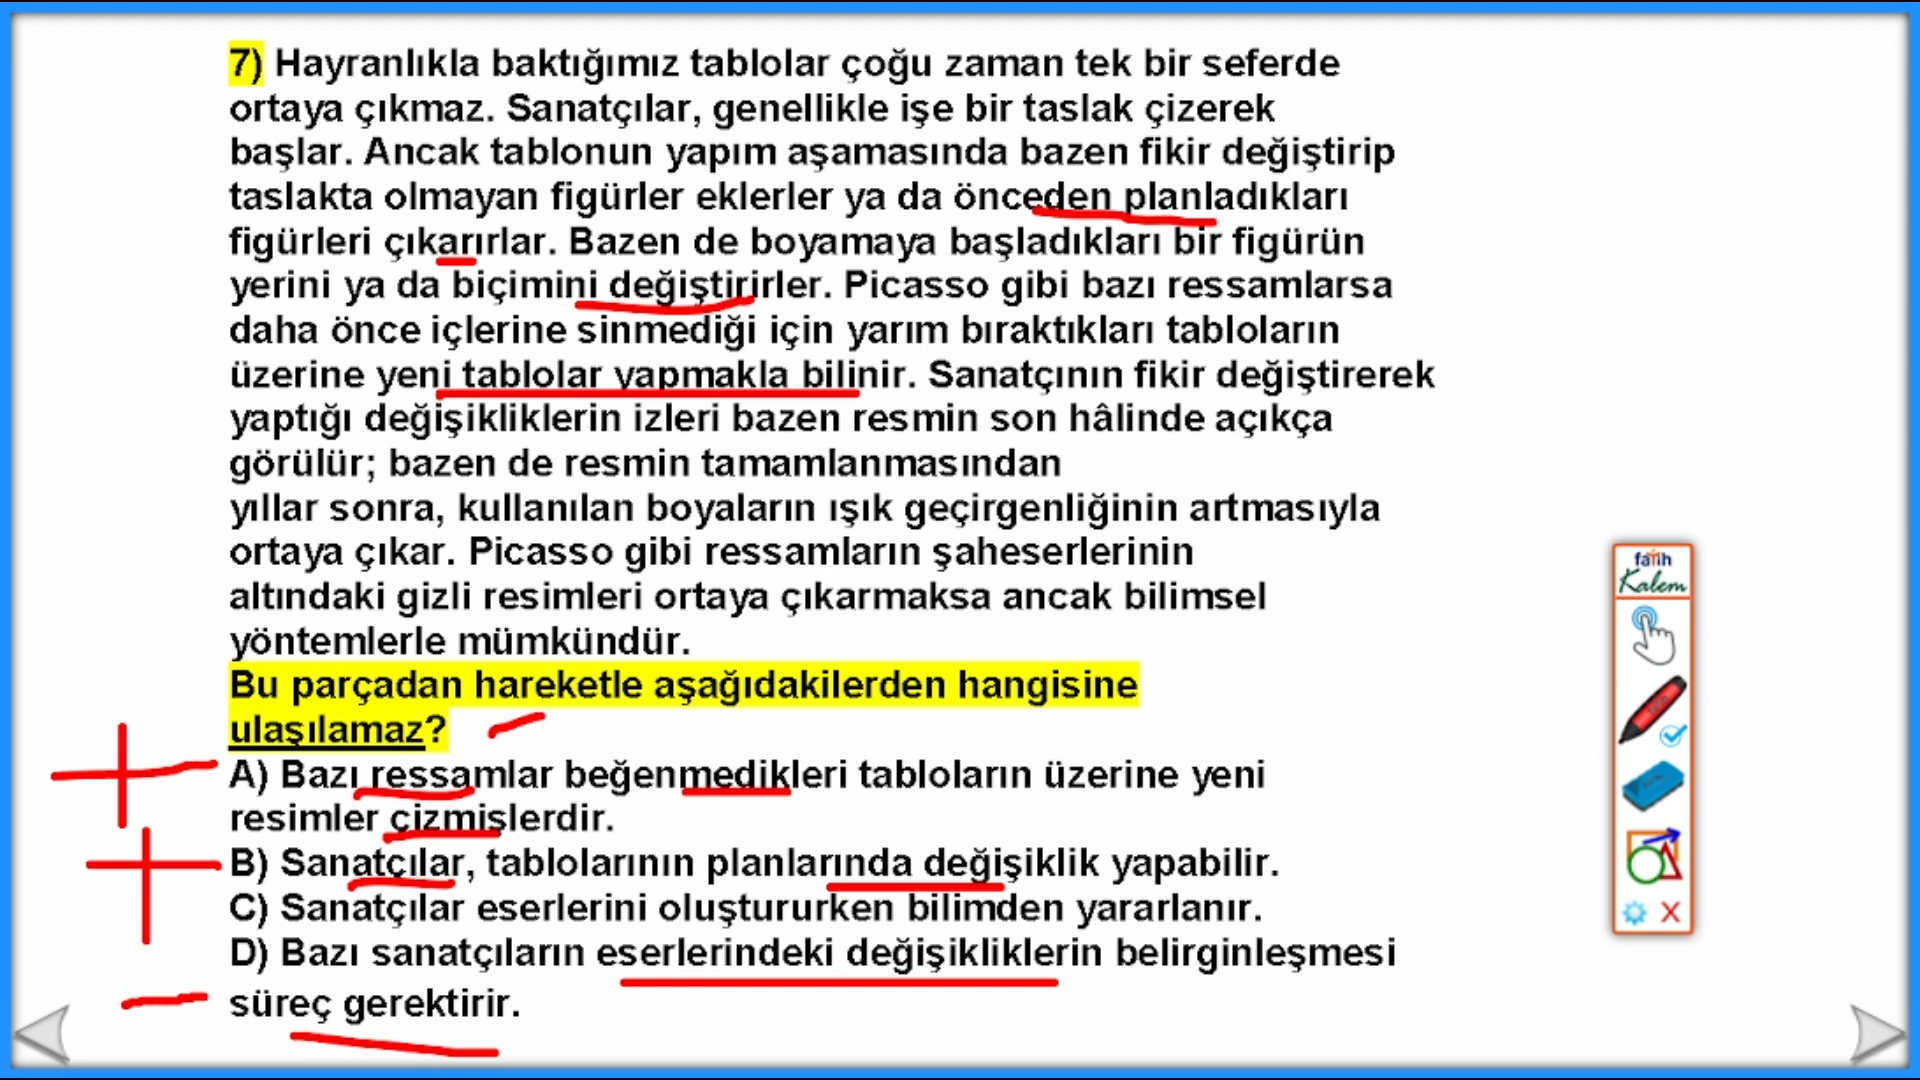 7) Hayranlıkla baktığımız tablolar çoğu zaman tek bir seferde
ortaya çıkmaz. Sanatçılar, genellikle işe bir taslak çizerek
başlar. Ancak tablonun yapım aşamasında bazen fikir değiştirip
taslakta olmayan figürler eklerler ya da önceden planladıkları
figürleri çıkarırlar. Bazen de boyamaya başladıkları bir figürün
yerini ya da biçimini değiştirirler. Picasso gibi bazı ressamlarsa
daha önce içlerine sinmediği için yarım bıraktıkları tabloların
üzerine yeni tablolar yapmakla bilinir. Sanatçının fikir değiştirerek
yaptığı değişikliklerin izleri bazen resmin son hâlinde açıkça
görülür; bazen de resmin tamamlanmasından
yıllar sonra, kullanılan boyaların ışık geçirgenliğinin artmasıyla
ortaya çıkar. Picasso gibi ressamların şaheserlerinin
altındaki gizli resimleri ortaya çıkarmaksa ancak bilimsel
yöntemlerle mümkündür.
Bu parçadan hareketle aşağıdakilerden hangisine
ulaşılamaz?
A) Bazı ressamlar beğenmedikleri tabloların üzerine yeni
resimler çizmişlerdir.
B) Sanatçılar, tablolarının planlarında değişiklik yapabilir.
C) Sanatçılar eserlerini oluştururken bilimden yararlanır.
D) Bazı sanatçıların eserlerindeki değişikliklerin belirginleşmesi
süreç gerektirir.
fatih
Kalem